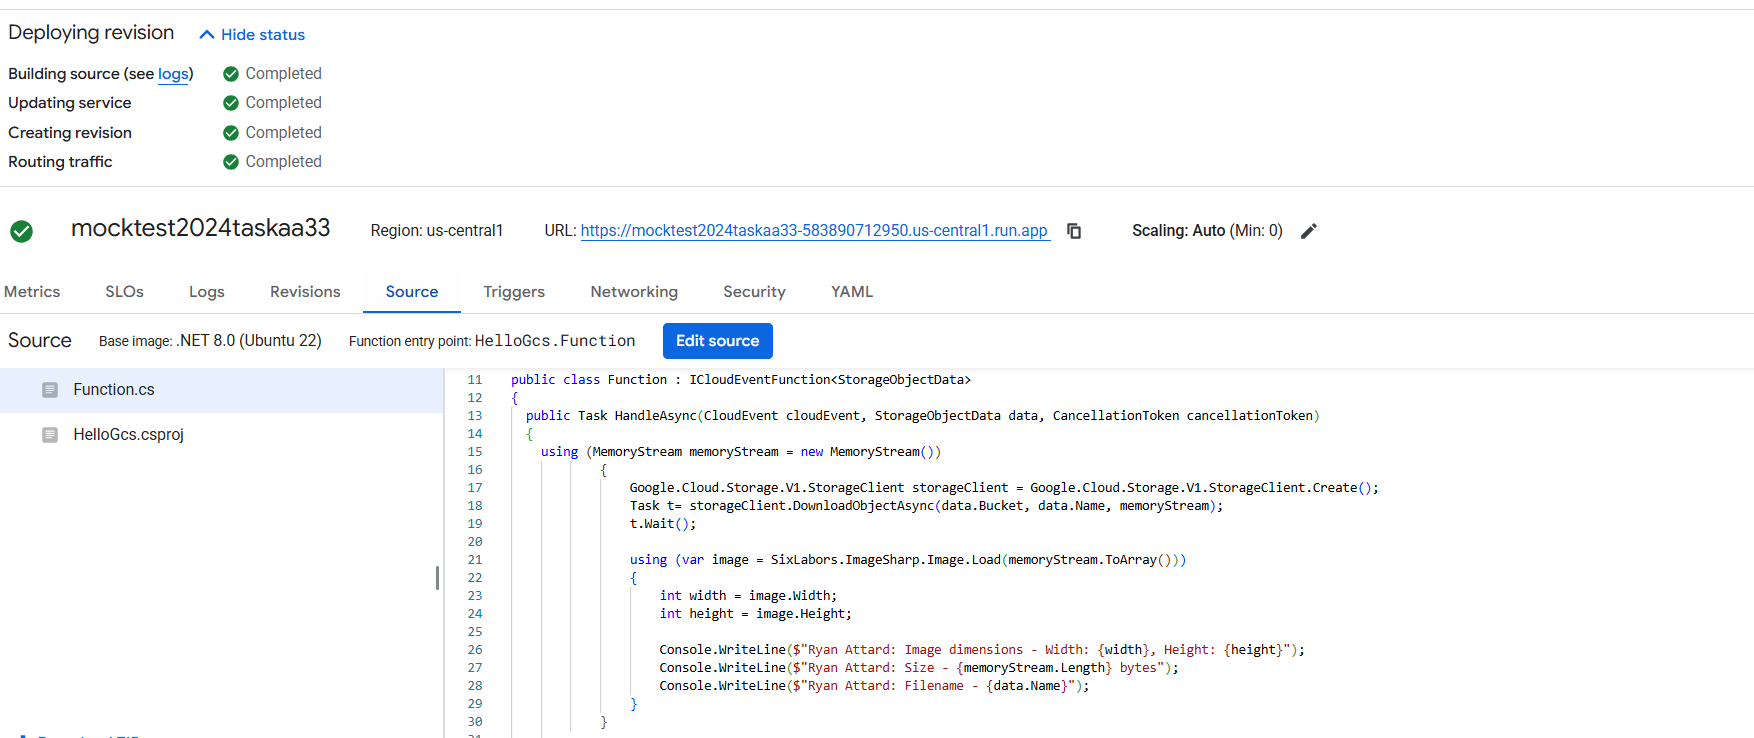 Deploying revision Hide status
Building source (see logs) Completed
Updating service Completed
Creating revision Completed
Routing traffic Completed
mocktest2024taskaa33 Region: us-central1 URL: https://mocktest2024taskaa33-583890712950.us-central1.run.app Scaling: Auto (Min: 0)
Metrics SLOs Logs Revisions Source Triggers Networking Security YAML
Source Base image: .NET 8.0 (Ubuntu 22) Function entry point: HelloGcs.Function Edit source
Function.cs
HelloGcs.csproj
11 public class Function : ICloudEventFunction<StorageObjectData>
12 {
13 public Task HandleAsync(CloudEvent cloudEvent, StorageObjectData data, CancellationToken cancellationToken)
14 {
15 using (MemoryStream memoryStream = new MemoryStream())
16 {
17 Google.Cloud.Storage.V1.StorageClient storageClient = Google.Cloud.Storage.V1.StorageClient.Create();
18 Task t= storageClient.DownloadObjectAsync(data.Bucket, data.Name, memoryStream);
19 t.Wait();
20
21 using (var image = SixLabors.ImageSharp.Image.Load(memoryStream.ToArray()))
22 {
23 int width = image.Width;
24 int height = image.Height;
25
26 Console.WriteLine($"Ryan Attard: Image dimensions - Width: {width}, Height: {height}");
27 Console.WriteLine($"Ryan Attard: Size - {memoryStream.Length} bytes");
28 Console.WriteLine($"Ryan Attard: Filename - {data.Name}");
29 }
30 }